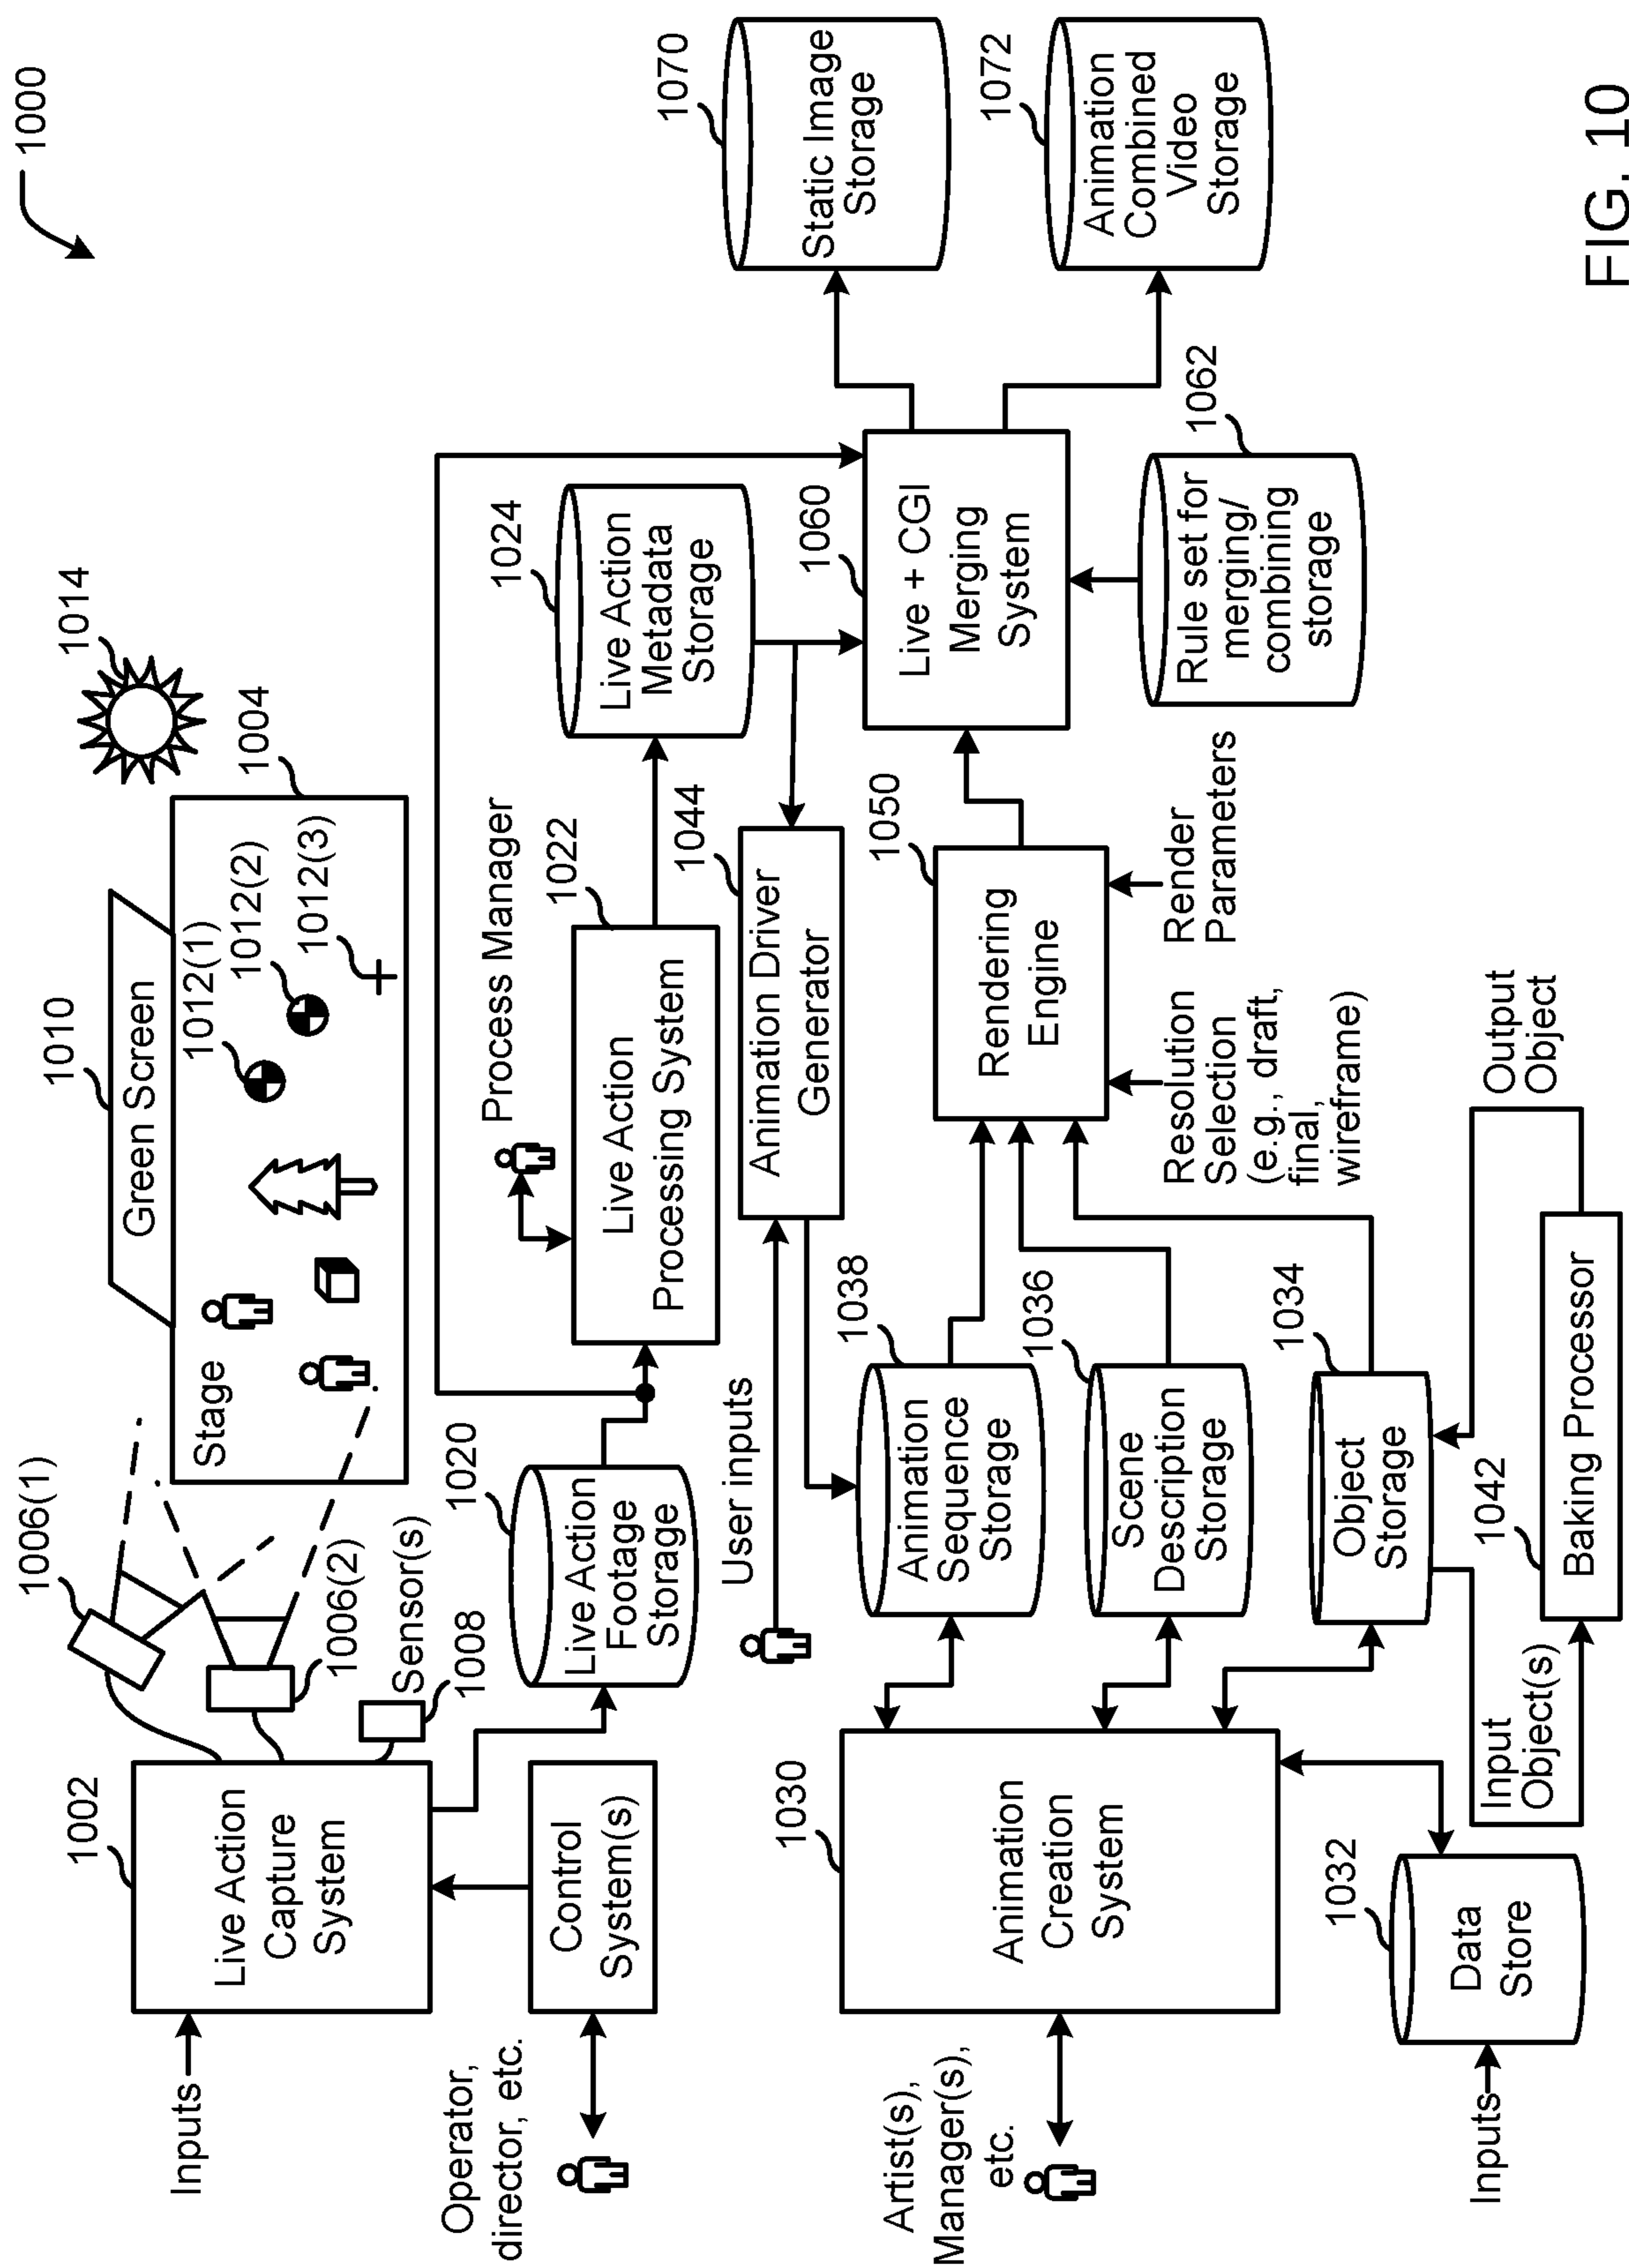 1000
1006(1)
1010
Green Screen
1014
1002
Live Action
Capture
System
Inputs
1006(2)
Sensor(s)
1008
Stage
1012(1)
1012(2)
1012(3)
1004
Operator,
director, etc.
Control
System(s)
1020
Live Action
Footage
Storage
Process Manager
1022
Live Action
Processing System
1024
Live Action
Metadata
Storage
1070
Static Image
Storage
User inputs
1044
Animation Driver
Generator
1060
Live + CGI
Merging
System
1072
Animation
Combined
Video
Storage
Artist(s),
Manager(s),
etc.
1030
Animation
Creation
System
1038
Animation
Sequence
Storage
1036
Scene
Description
Storage
1050
Rendering
Engine
1062
Rule set for
merging/
combining
storage
Resolution
Selection
(e.g., draft,
final,
wireframe)
Render
Parameters
1034
Object
Storage
1032
Data
Store
Inputs
Input
Object(s)
1042
Baking Processor
Output
Object
FIG. 10